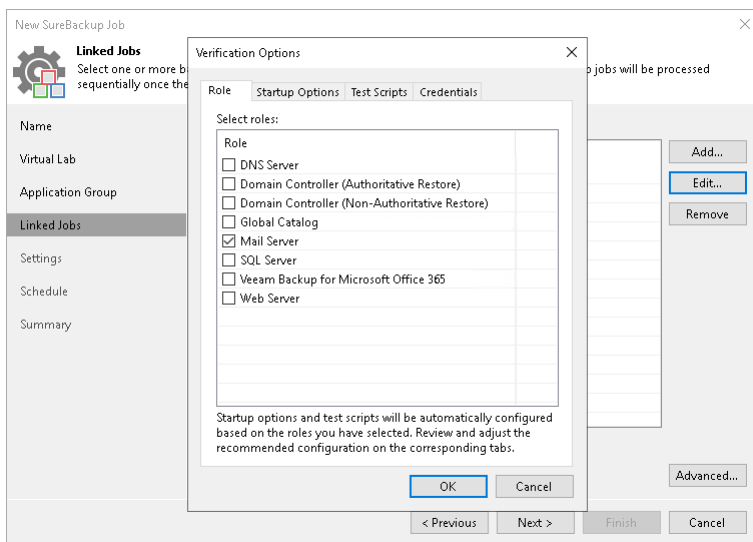 New SureBackup Job
Linked Jobs
Select one or more b
o jobs will be processed
sequentially once the
Name
Virtual Lab
Application Group
Linked Jobs
Settings
Schedule
Summary
Verification Options
Role
Startup Options
Test Scripts
Credentials
Select roles:
Role
DNS Server
Domain Controller (Authoritative Restore)
Domain Controller (Non-Authoritative Restore)
Global Catalog
Mail Server
SQL Server
Veeam Backup for Microsoft Office 365
Web Server
Startup options and test scripts will be automatically configured
based on the roles you have selected. Review and adjust the
recommended configuration on the corresponding tabs.
OK
Cancel
Add...
Edit...
Remove
Advanced...
< Previous
Next >
Finish
Cancel